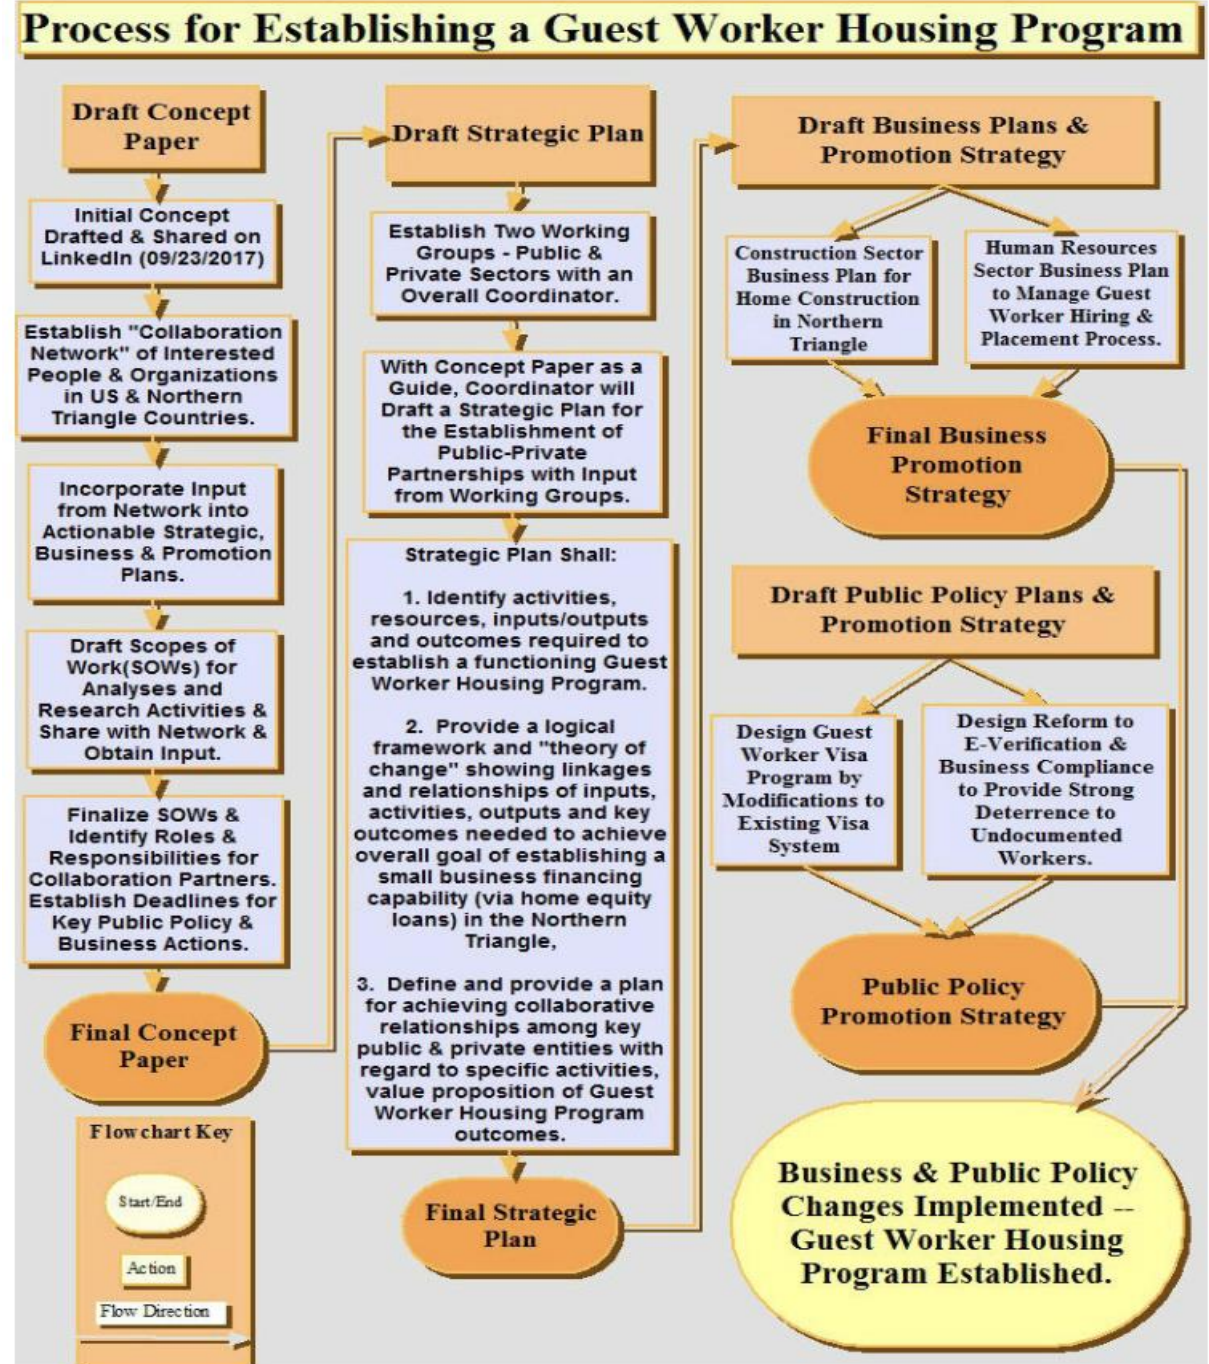 Process for Establishing a Guest Worker Housing Program
Draft Concept
Paper
Initial Concept
Drafted & Shared on
LinkedIn (09/23/2017)
Establish "Collaboration
Network" of Interested
People & Organizations
in US & Northern
Triangle Countries.
Incorporate Input
from Network into
Actionable Strategic,
Business & Promotion
Plans.
Draft Scopes of
Work(SOWs) for
Analyses and
Research Activities &
Share with Network &
Obtain Input.
Finalize SOWs &
Identify Roles &
Responsibilities for
Collaboration Partners.
Establish Deadlines for
Key Public Policy &
Business Actions.
Final Concept
Paper
Flowchart Key
Start/End
Action
Flow Direction
Draft Strategic Plan
Establish Two Working
Groups - Public &
Private Sectors with an
Overall Coordinator.
With Concept Paper as a
Guide, Coordinator will
Draft a Strategic Plan for
the Establishment of
Public-Private
Partnerships with Input
from Working Groups.
Strategic Plan Shall:
1. Identify activities,
resources, inputs/outputs
and outcomes required to
establish a functioning Guest
Worker Housing Program.
2. Provide a logical
framework and "theory of
change" showing linkages
and relationships of inputs,
activities, outputs and key
outcomes needed to achieve
overall goal of establishing a
small business financing
capability (via home equity
loans) in the Northern
Triangle,
3. Define and provide a plan
for achieving collaborative
relationships among key
public & private entities with
regard to specific activities,
value proposition of Guest
Worker Housing Program
outcomes.
Final Strategic
Plan
Draft Business Plans &
Promotion Strategy
Construction Sector
Business Plan for
Home Construction
in Northern
Triangle
Human Resources
Sector Business Plan
to Manage Guest
Worker Hiring &
Placement Process.
Final Business
Promotion
Strategy
Draft Public Policy Plans &
Promotion Strategy
Design Guest
Worker Visa
Program by
Modifications to
Existing Visa
System
Design Reform to
E-Verification &
Business Compliance
to Provide Strong
Deterrence to
Undocumented
Workers.
Public Policy
Promotion Strategy
Business & Public Policy
Changes Implemented --
Guest Worker Housing
Program Established.